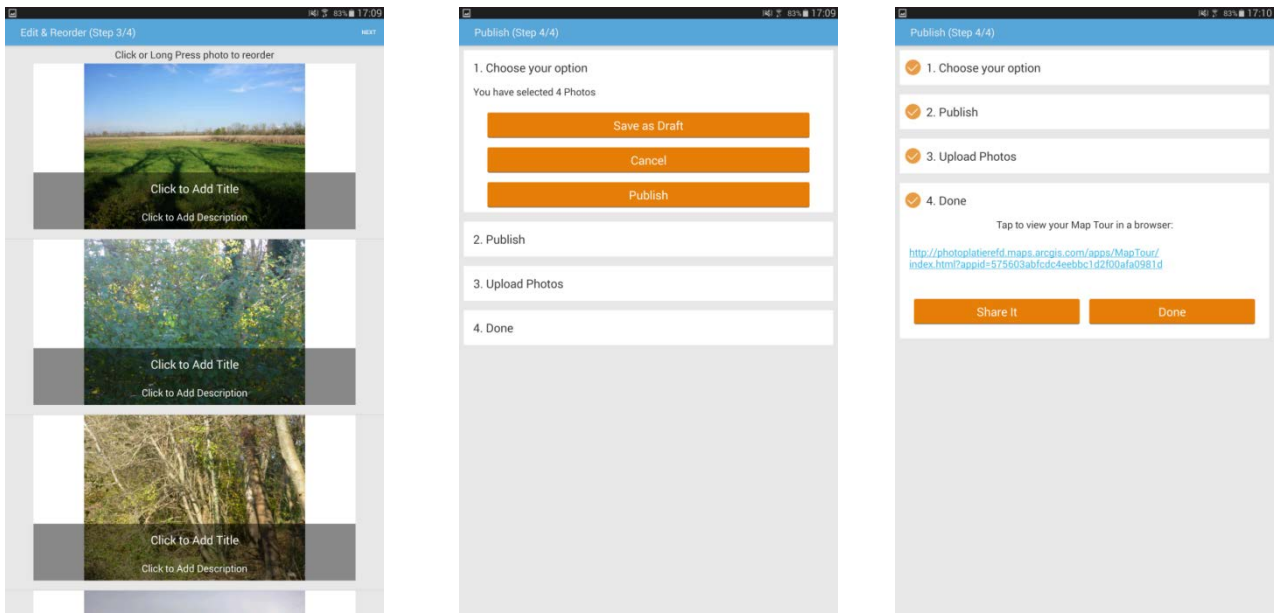 83% 17:09
Edit & Reorder (Step 3/4)
NEXT
Click or Long Press photo to reorder
Click to Add Title
Click to Add Description
Click to Add Title
Click to Add Description
Click to Add Title
Click to Add Description
83% 17:09
Publish (Step 4/4)
1. Choose your option
You have selected 4 Photos
Save as Draft
Cancel
Publish
2. Publish
3. Upload Photos
4. Done
83% 17:10
Publish (Step 4/4)
1. Choose your option
2. Publish
3. Upload Photos
4. Done
Tap to view your Map Tour in a browser:
http://photoplatierefd.maps.arcgis.com/apps/MapTour/
index.html?appid=575603abfcdc4eebbc1d2f00afa0981d
Share It
Done